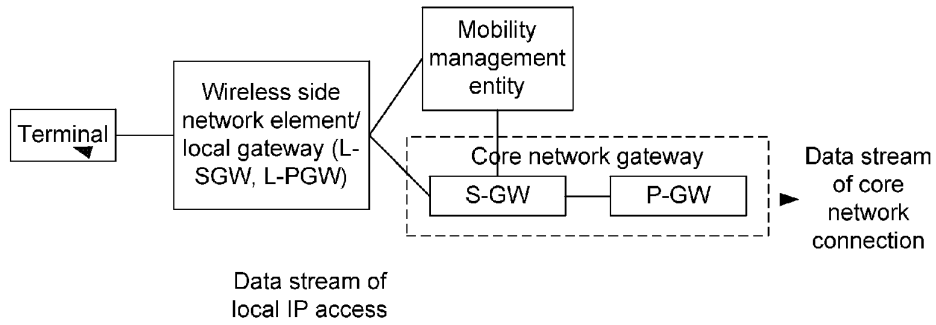 Terminal
Wireless side
network element/
local gateway (L-
SGW, L-PGW)
Mobility
management
entity
Core network gateway
S-GW
P-GW
Data stream
of core
network
connection
Data stream of
local IP access